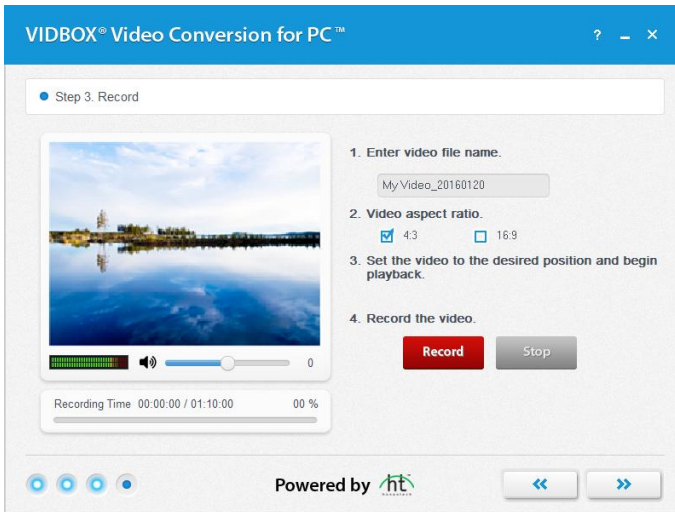 VIDBOX® Video Conversion for PC™
? – ×
Step 3. Record
1. Enter video file name.
My Video_20160120
2. Video aspect ratio.
4:3 16:9
3. Set the video to the desired position and begin
playback.
4. Record the video.
Record Stop
0
Recording Time 00:00:00 / 01:10:00 00 %
Powered by ht
« »